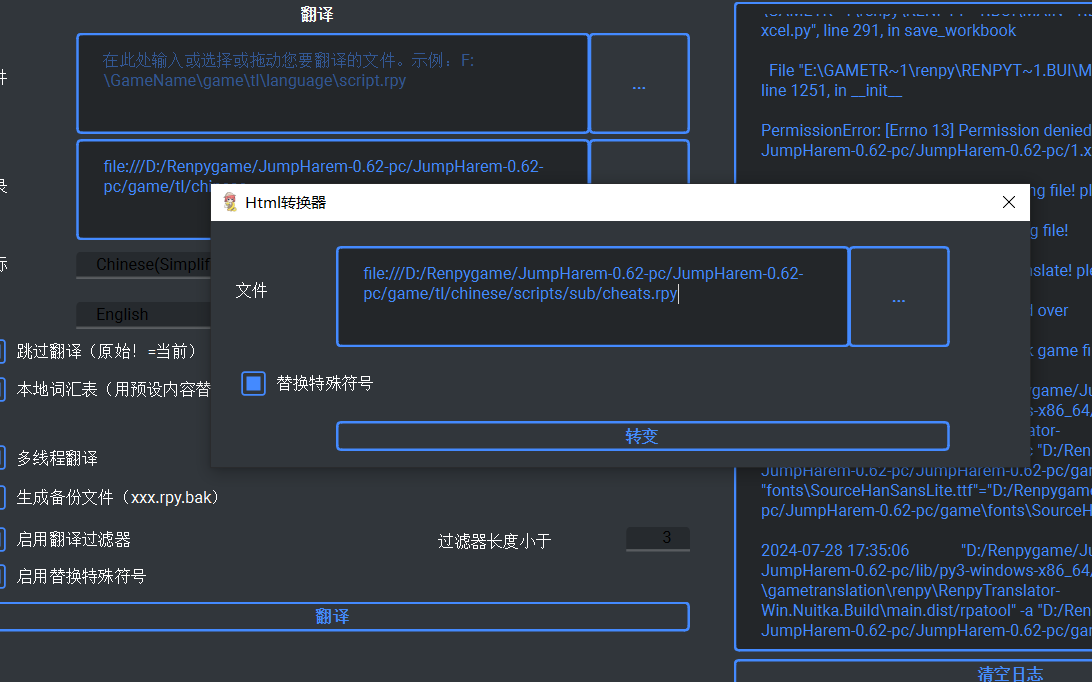 翻译
在此处输入或选择或拖动您要翻译的文件。示例：F:
\GameName\game\tl\language\script.rpy
...
件
file:///D:/Renpygame/JumpHarem-0.62-pc/JumpHarem-0.62-
录
Chinese(Simplif
English
跳过翻译（原始！=当前）
本地词汇表（用预设内容替
多线程翻译
生成备份文件（xxx.rpy.bak）
启用翻译过滤器
过滤器长度小于
3
启用替换特殊符号
翻译
Html转换器
文件
file:///D:/Renpygame/JumpHarem-0.62-pc/JumpHarem-0.62-
pc/game/tl/chinese/scripts/sub/cheats.rpy
...
替换特殊符号
转变
xcel.py", line 291, in save_workbook
File "E:\GAMETR~1\renpy\RENPYT~1.BUI\M
line 1251, in __init__
PermissionError: [Errno 13] Permission denied
JumpHarem-0.62-pc/JumpHarem-0.62-pc/1.x
ng file! pl
g file!
nslate! ple
l over
k game fi
ygame/Ju
s-x86_64/
ator-
c "D:/Ren
JumpHarem-0.62-pc/JumpHarem-0.62-pc/gar
"fonts\SourceHanSansLite.ttf"="D:/Renpygame
pc/JumpHarem-0.62-pc/game\fonts\SourceH
2024-07-28 17:35:06 "D:/Renpygame/Ju
JumpHarem-0.62-pc/lib/py3-windows-x86_64/
\gametranslation\renpy\RenpyTranslator-
Win.Nuitka.Build\main.dist/rpatool" -a "D:/Ren
JumpHarem-0.62-pc/JumpHarem-0.62-pc/gar
清空日志